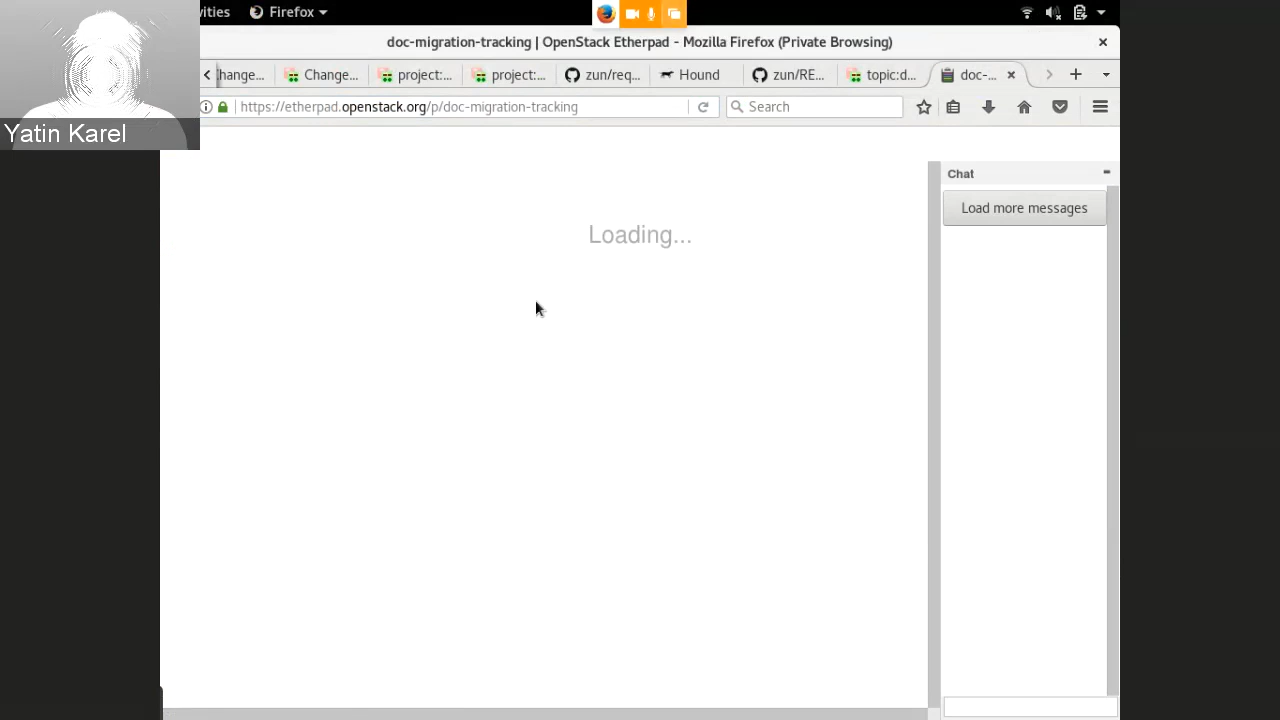 vities
Firefox
doc-migration-tracking | OpenStack Etherpad - Mozilla Firefox (Private Browsing)
hange...
Change...
project:...
project:...
zun/req...
Hound
zun/RE...
topic:d...
doc-...
https://etherpad.openstack.org/p/doc-migration-tracking
Search
Yatin Karel
Chat
Load more messages
Loading...